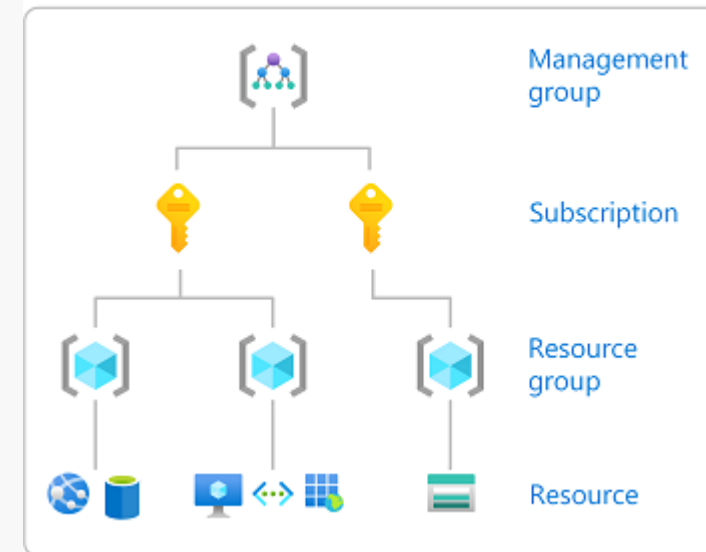 Management
group
Subscription
Resource
group
Resource